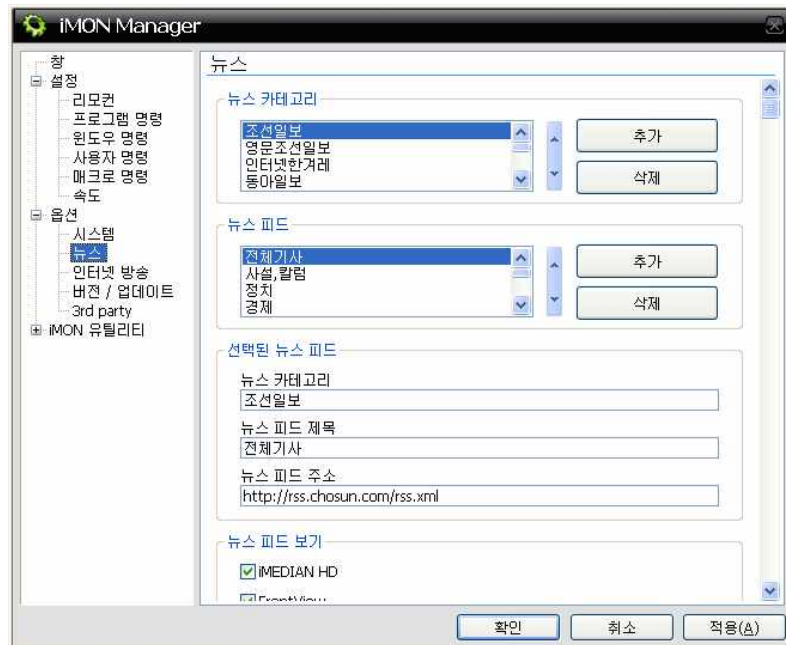 iMON Manager
창
설정
리모컨
프로그램 명령
윈도우 명령
사용자 명령
매크로 명령
속도
옵션
시스템
뉴스
인터넷 방송
버전 / 업데이트
3rd party
iMON 유틸리티
뉴스
뉴스 카테고리
조선일보
영문조선일보
인터넷한겨레
동아일보
추가
삭제
뉴스 피드
전체기사
사설,칼럼
정치
경제
추가
삭제
선택된 뉴스 피드
뉴스 카테고리
조선일보
뉴스 피드 제목
전체기사
뉴스 피드 주소
http://rss.chosun.com/rss.xml
뉴스 피드 보기
iMEDIAN HD
FrontView
확인
취소
적용(A)